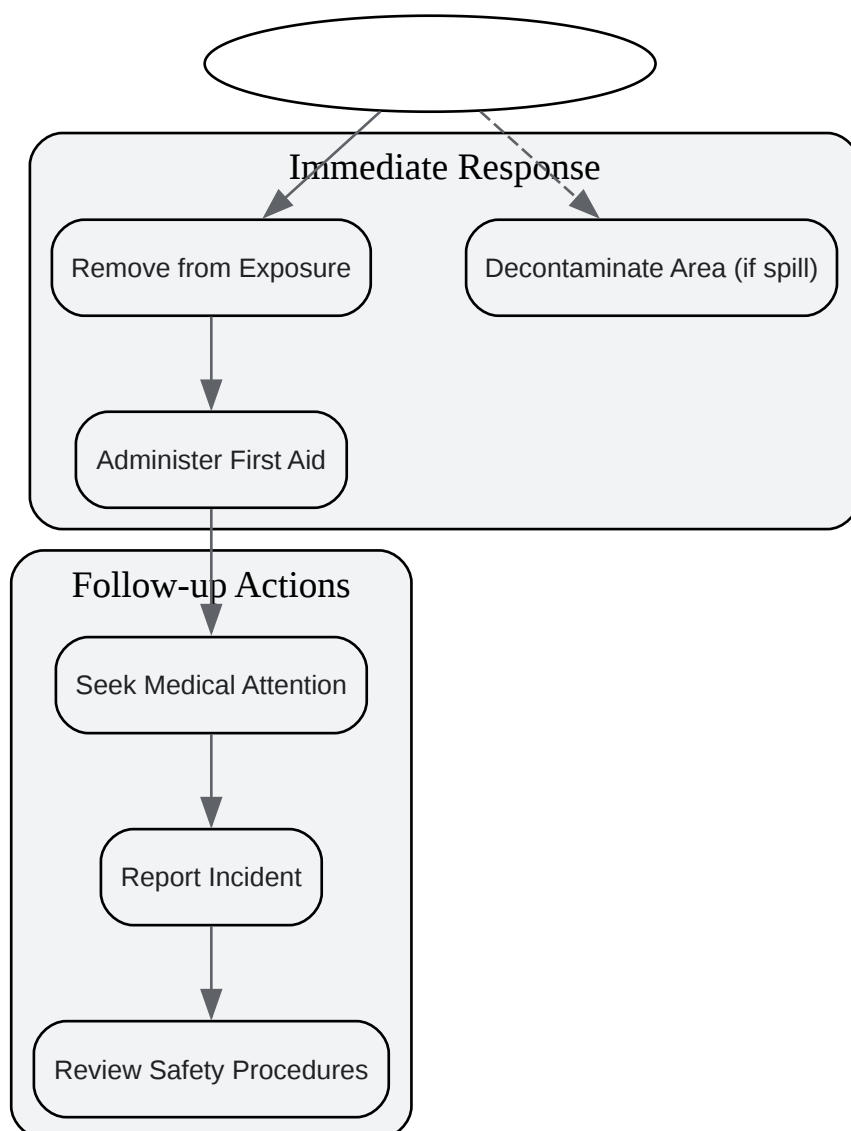 Immediate Response
Remove from Exposure
Decontaminate Area (if spill)
Administer First Aid
Follow-up Actions
Seek Medical Attention
Report Incident
Review Safety Procedures